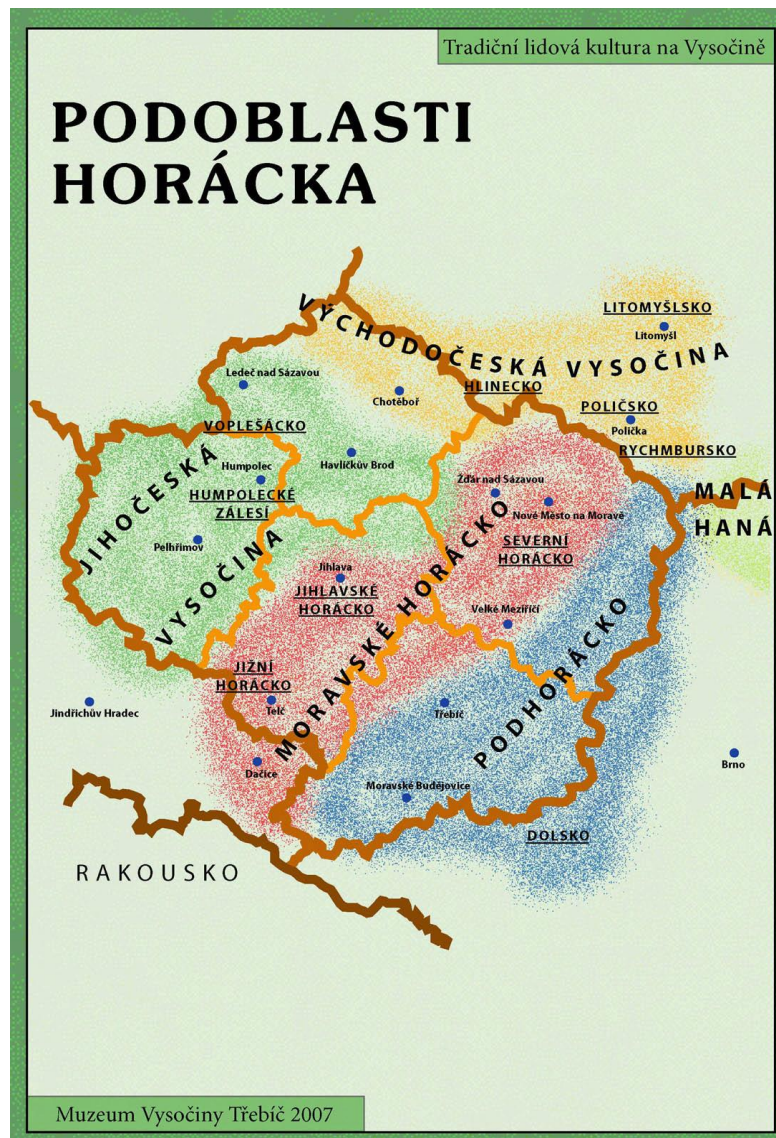 Tradiční lidová kultura na Vysočině
PODOBLASTI
HORÁCKA
VÝCHODOČESKÁ VYSOČINA
LITOMYŠLSKO
Litomyšl
Ledeč nad Sázavou
HLINECKO
Chotěboř
POLIČSKO
Polička
VOPLEŠÁCKO
RYCHMBURSKO
JIHOČESKÁ
VYSOČINA
Humpolec
Havlíčkův Brod
Žďár nad Sázavou
HUMPOLECKÉ
ZÁLESÍ
MALÁ
HANÁ
Nové Město na Moravě
Pelhřimov
SEVERNÍ
HORÁCKO
Jihlava
JIHLAVSKÉ
HORÁCKO
MORAVSKÉ HORÁCKO
Velké Meziříčí
PODHORÁCKO
JIŽNÍ
HORÁCKO
Jindřichův Hradec
Telč
Třebíč
Dačice
Brno
Moravské Budějovice
DOLSKO
RAKOUSKO
Muzeum Vysočiny Třebíč 2007